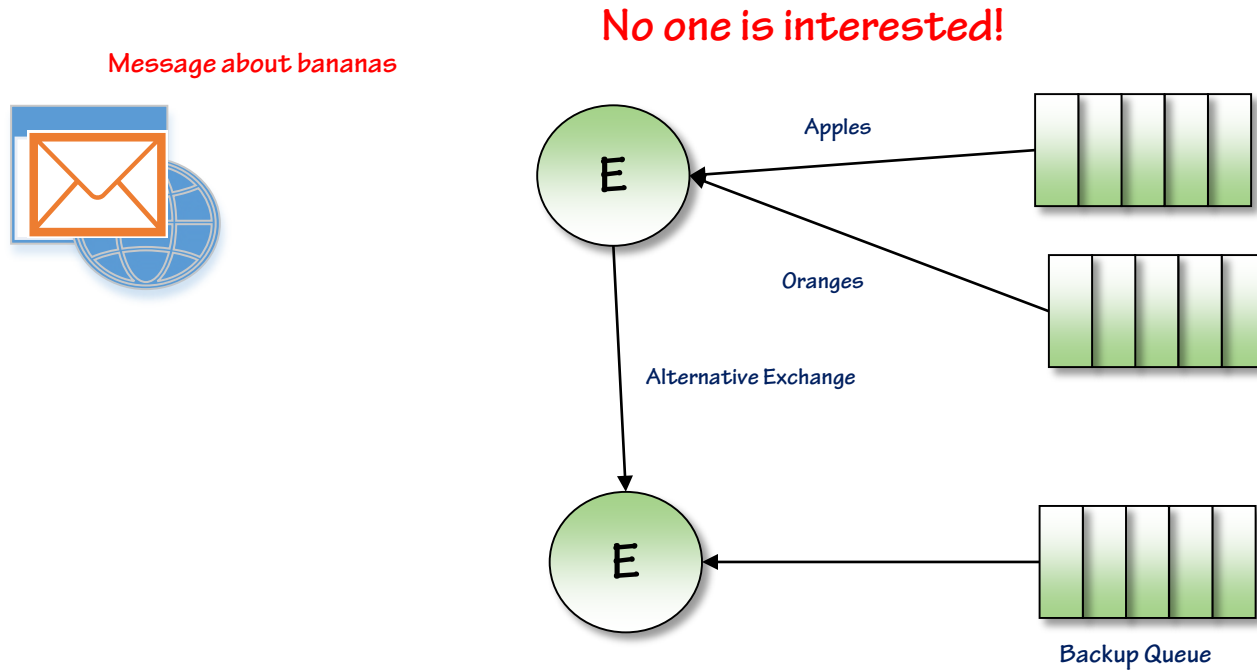 No one is interested!
Message about bananas
Apples
E
Oranges
Alternative Exchange
E
Backup Queue